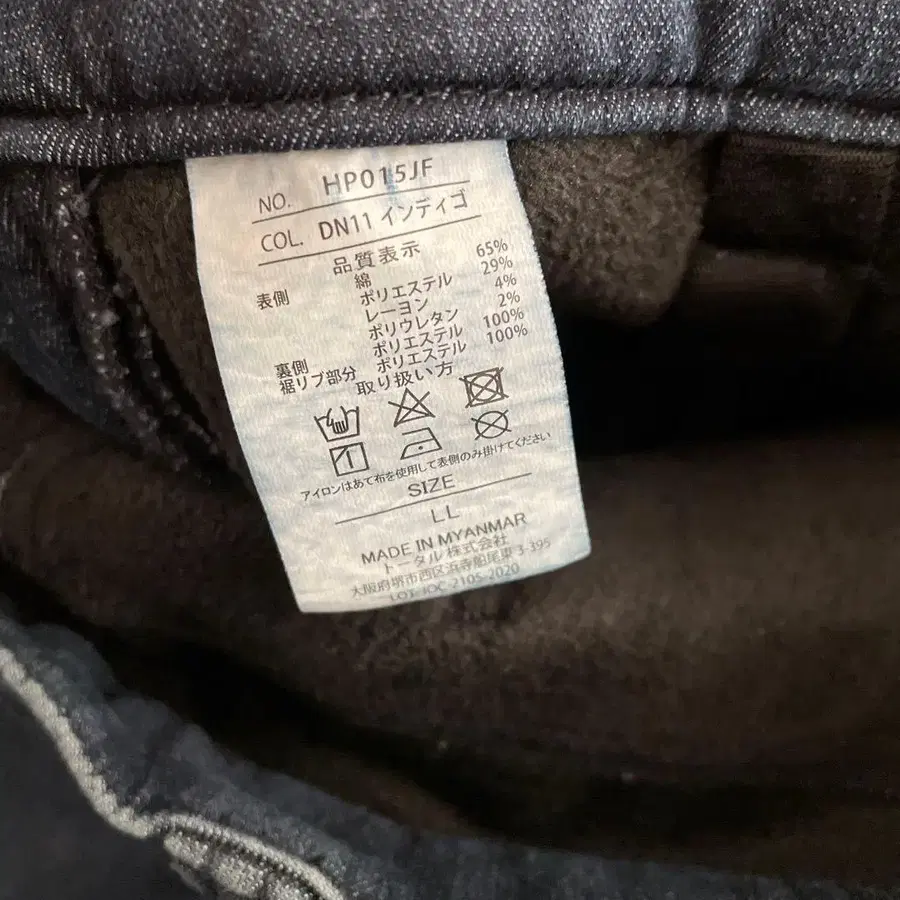 NO. HP015JF
COL. DN11 インディゴ
品質表示
表側 綿 65%
ポリエステル 29%
レーヨン 4%
ポリウレタン 2%
裏側 ポリエステル 100%
裾リブ部分 ポリエステル 100%
取り扱い方
アイロンはあて布を使用して表側のみ掛けてください
SIZE
LL
MADE IN MYANMAR
トータル株式会社
大阪府堺市西区浜寺船尾東3-395
LOT:JOC-2105-2020